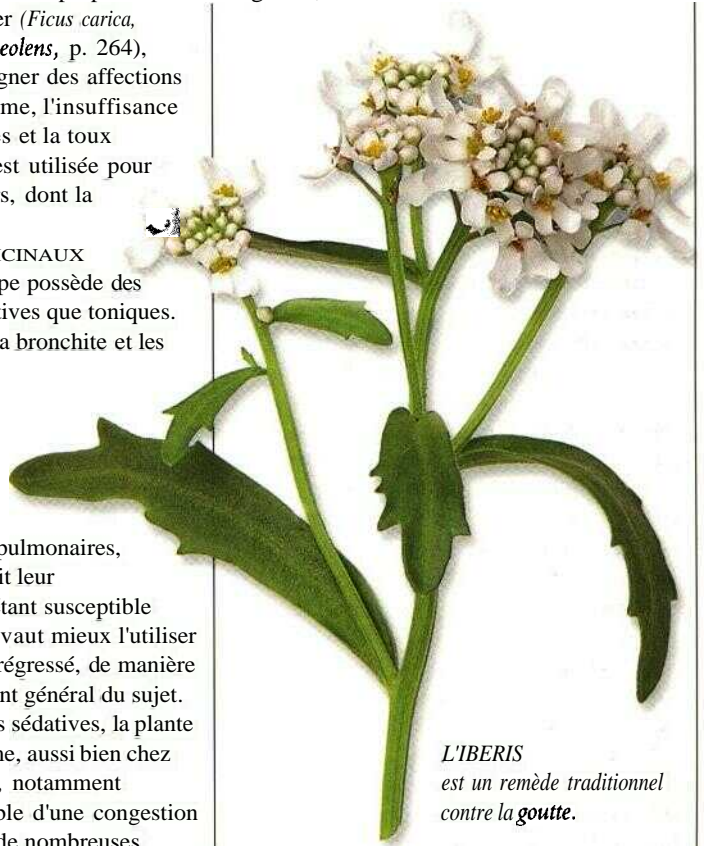 er (Ficus carica,
eolens, p. 264),
gner des affections
me, l'insuffisance
s et la toux
est utilisée pour
s, dont la
ICINAUX
pe possède des
tives que toniques.
a bronchite et les
pulmonaires,
it leur
tant susceptible
vaut mieux l'utiliser
régressé, de manière
nt général du sujet.
s sédatives, la plante
ne, aussi bien chez
, notamment
ble d'une congestion
de nombreuses
L'IBERIS
est un remède traditionnel
contre la goutte.